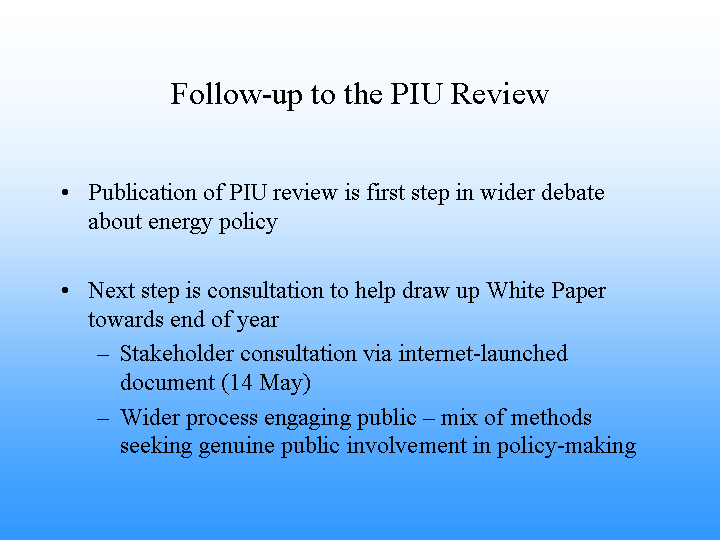 Follow-up to the PIU Review
• Publication of PIU review is first step in wider debate
about energy policy
• Next step is consultation to help draw up White Paper
towards end of year
– Stakeholder consultation via internet-launched
document (14 May)
– Wider process engaging public – mix of methods
seeking genuine public involvement in policy-making